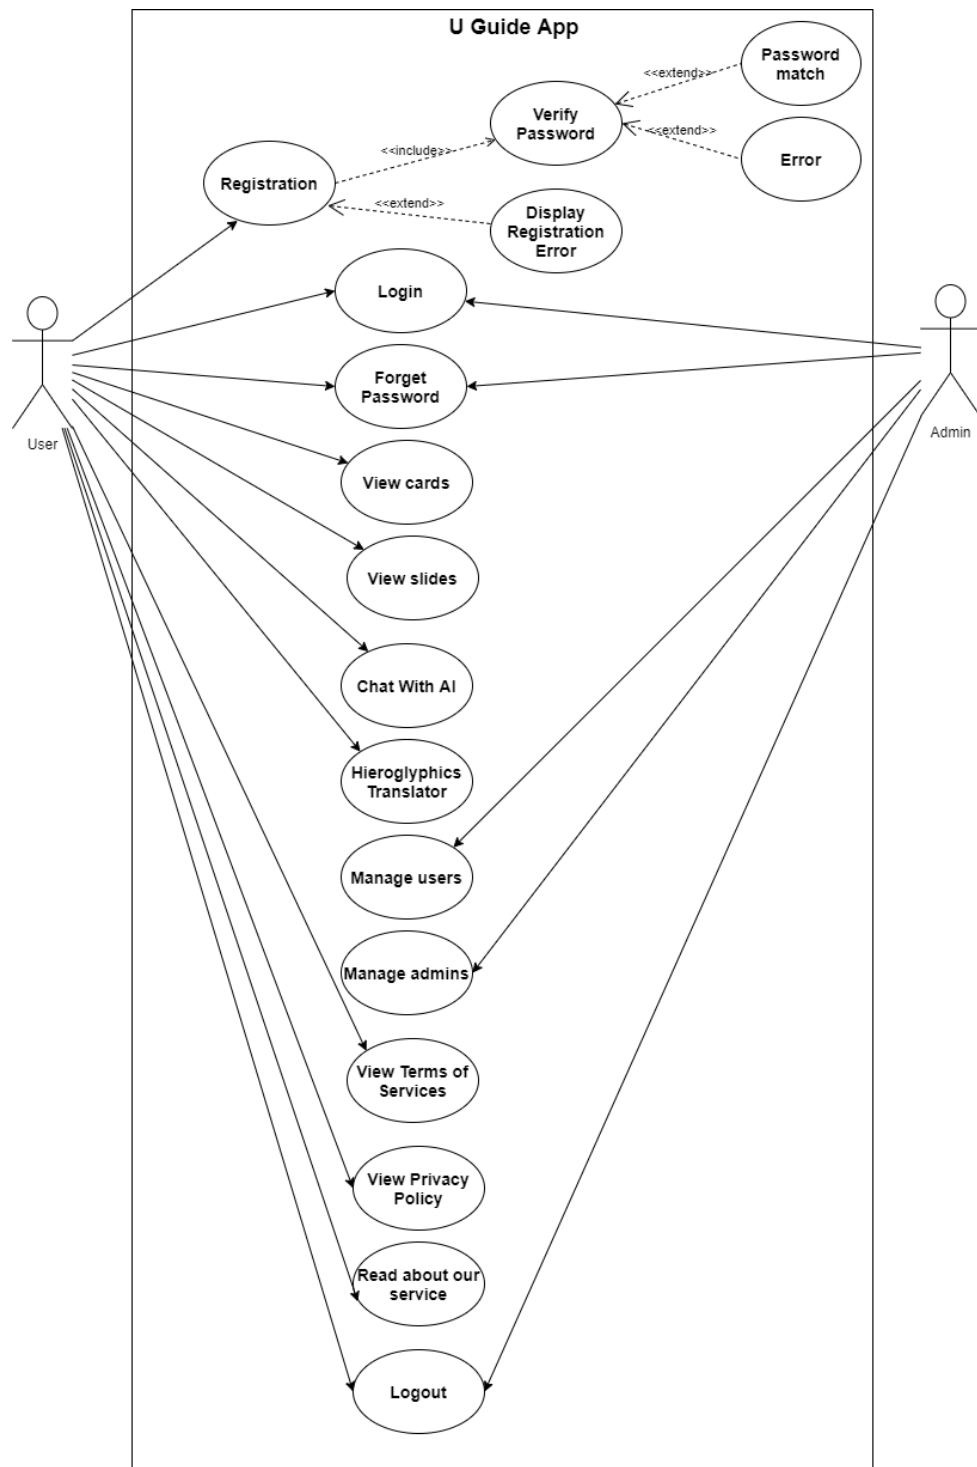 U Guide App
Password
match
<<extend>>
Verify
Password
<<extend>>
Error
<<include>>
Registration
<<extend>>
Display
Registration
Error
Login
Forget
Password
User
Admin
View cards
View slides
Chat With AI
Hieroglyphics
Translator
Manage users
Manage admins
View Terms of
Services
View Privacy
Policy
Read about our
service
Logout